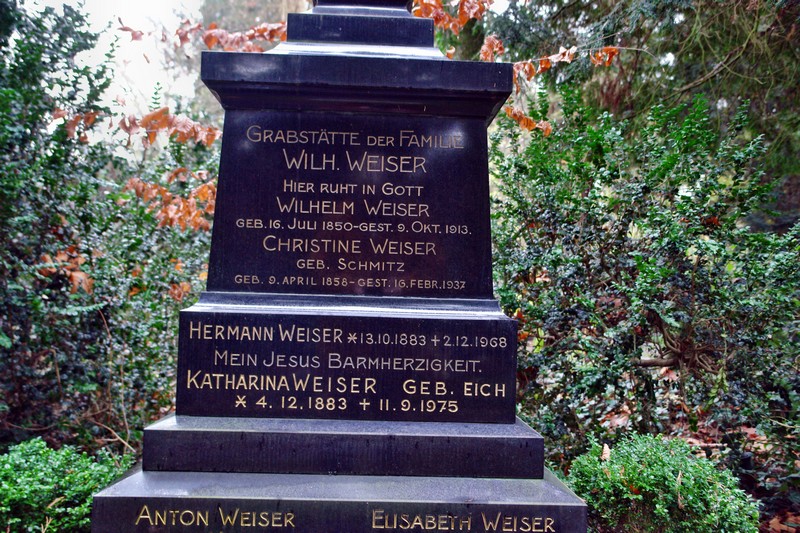 GRABSTÄTTE DER FAMILIE
WILH. WEISER
HIER RUHT IN GOTT
WILHELM WEISER
GEB. 16. JULI 1850-GEST. 9. OKT. 1913.
CHRISTINE WEISER
GEB. SCHMITZ
GEB. 9. APRIL 1858-GEST. 16. FEBR. 1937
HERMANN WEISER * 13.10.1883 + 2.12.1968
MEIN JESUS BARMHERZIGKEIT.
KATHARINA WEISER GEB. EICH
* 4. 12. 1883 + 11. 9. 1975
ANTON WEISER ELISABETH WEISER